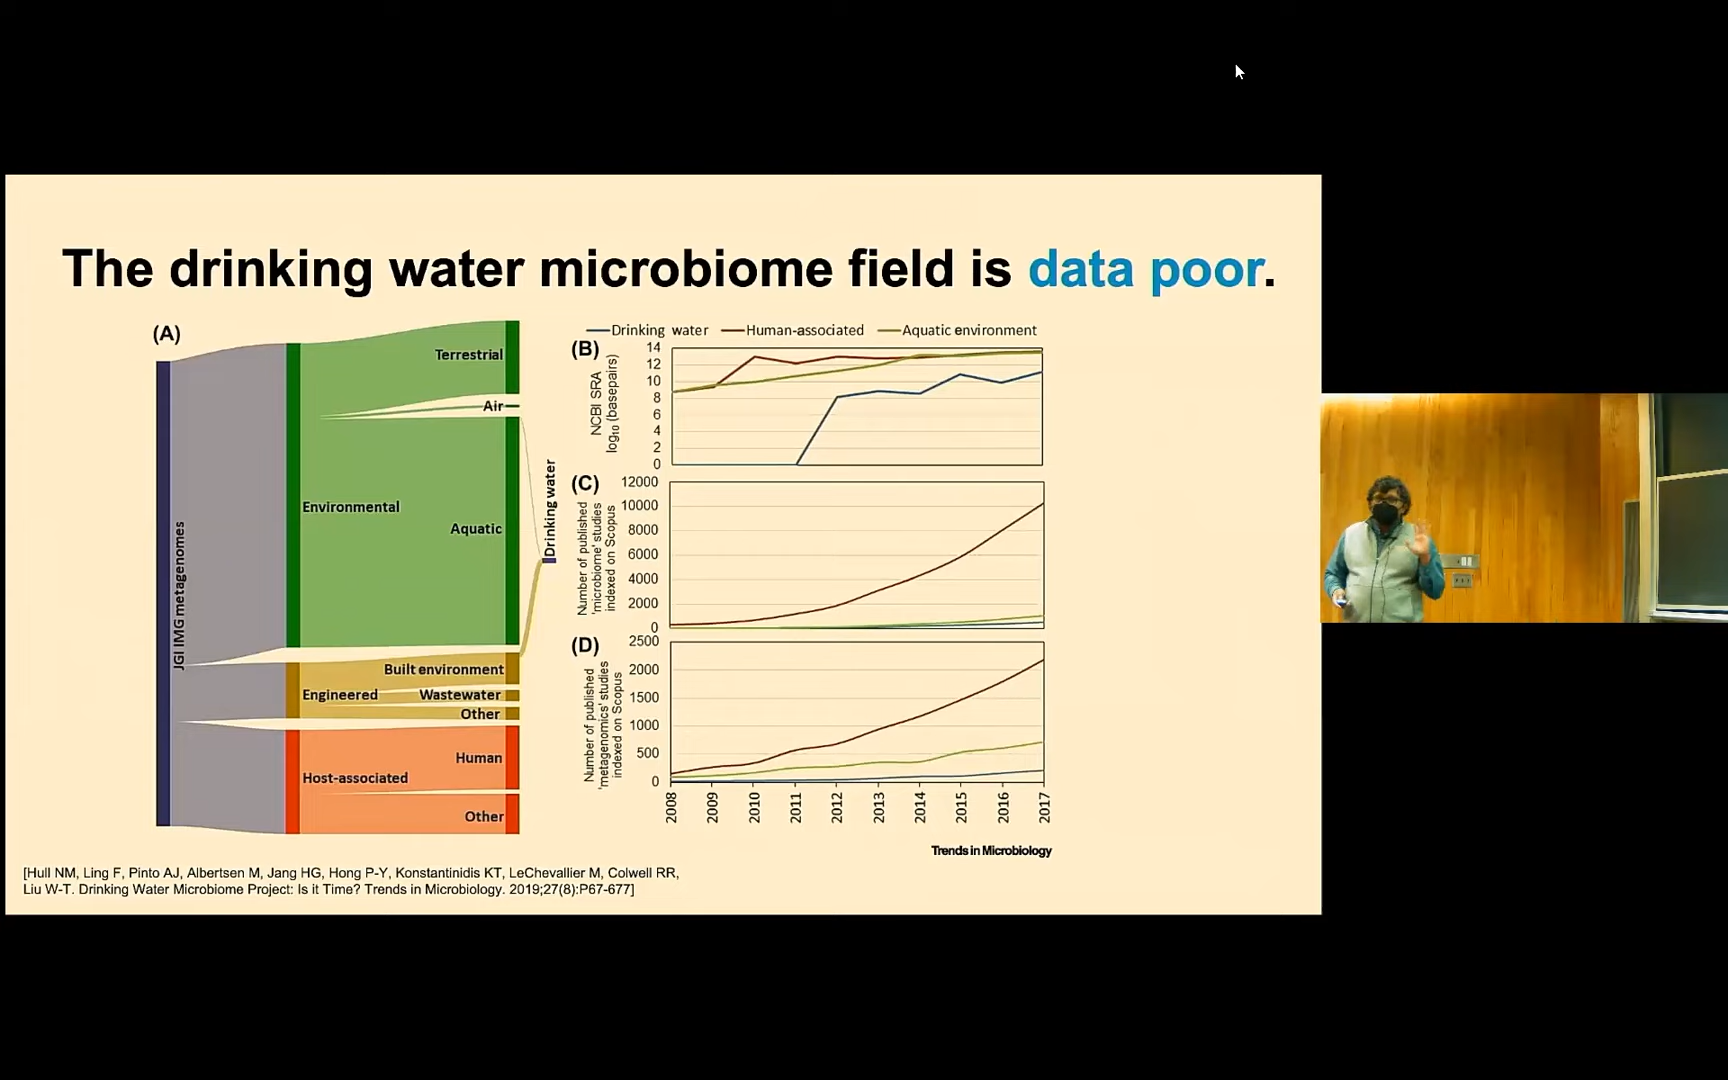 The drinking water microbiome field is data poor.
(A)
JGI IMG metagenomes
Environmental
Engineered
Host-associated
Terrestrial
Air
Aquatic
Built environment
Wastewater
Other
Human
Other
Drinking water
Drinking water
Human-associated
Aquatic environment
(B)
NCBI SRA
log10 (basepairs)
14
12
10
8
6
4
2
0
(C)
Number of published
'microbiome' studies
indexed on Scopus
12000
10000
8000
6000
4000
2000
0
(D)
Number of published
'metagenomics' studies
indexed on Scopus
2500
2000
1500
1000
500
0
2008
2009
2010
2011
2012
2013
2014
2015
2016
2017
Trends in Microbiology
[Hull NM, Ling F, Pinto AJ, Albertsen M, Jang HG, Hong P-Y, Konstantinidis KT, LeChevallier M, Colwell RR,
Liu W-T. Drinking Water Microbiome Project: Is it Time? Trends in Microbiology. 2019;27(8):P67-677]